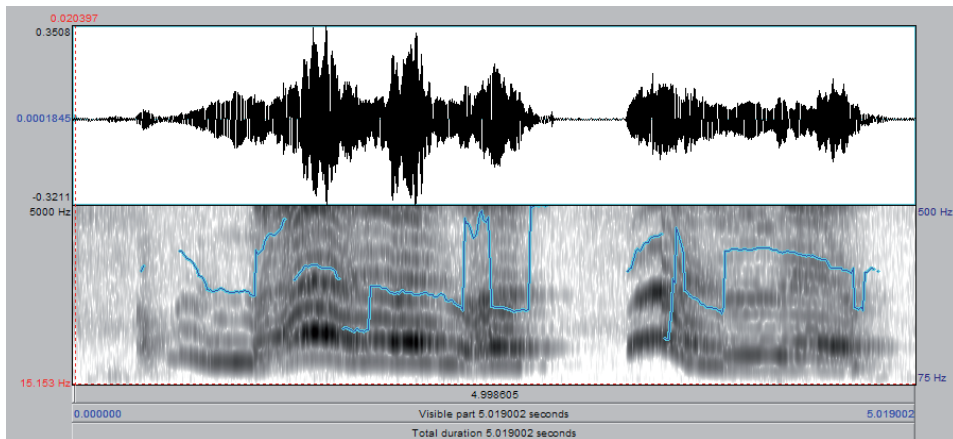 0.020397
0.3508
0.0001845
-0.3211
5000 Hz
500 Hz
15.153 Hz
75 Hz
4.998605
0.000000
Visible part 5.019002 seconds
5.019002
Total duration 5.019002 seconds